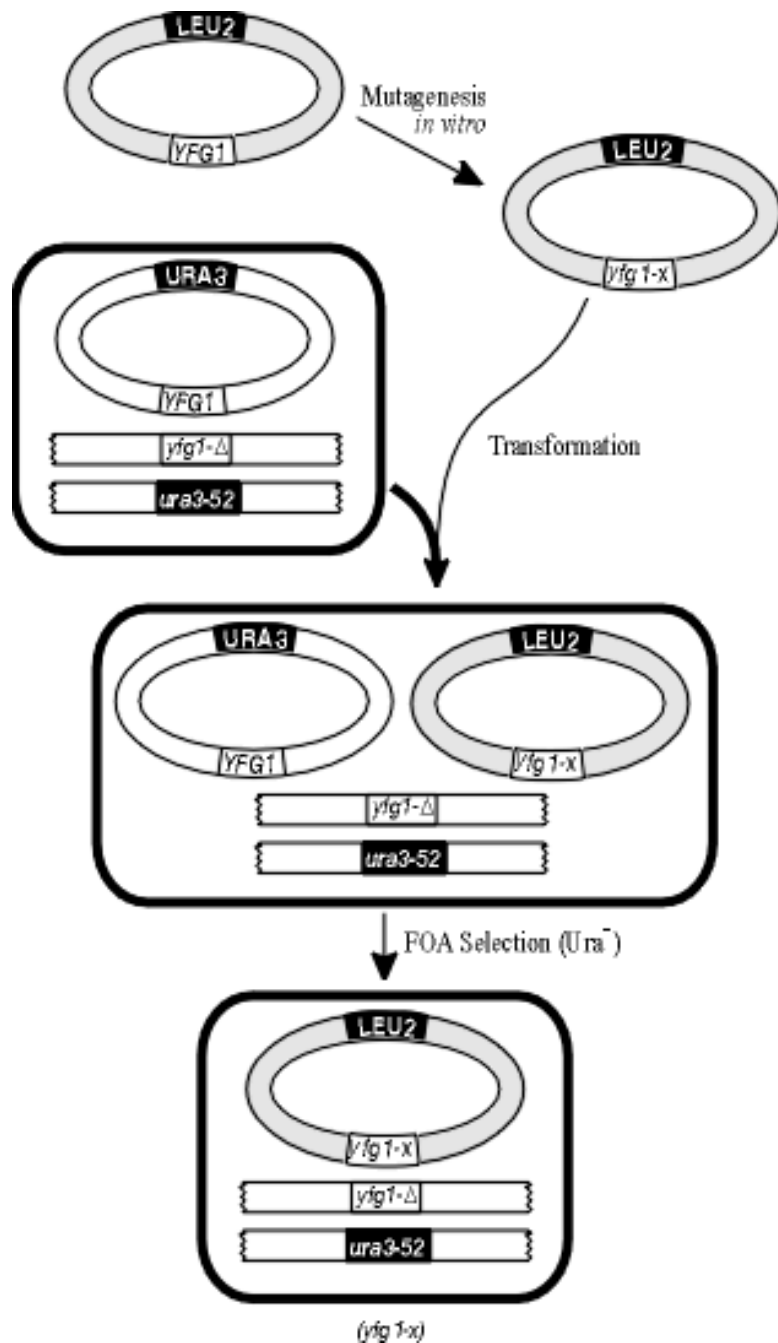 LEU2
YFG1
Mutagenesis
in vitro
LEU2
yfg1-x
URA3
YFG1
yfg1-Δ
ura3-52
Transformation
URA3
YFG1
LEU2
yfg1-x
yfg1-Δ
ura3-52
FOA Selection (Ura⁻)
LEU2
yfg1-x
yfg1-Δ
ura3-52
(yfg1-x)